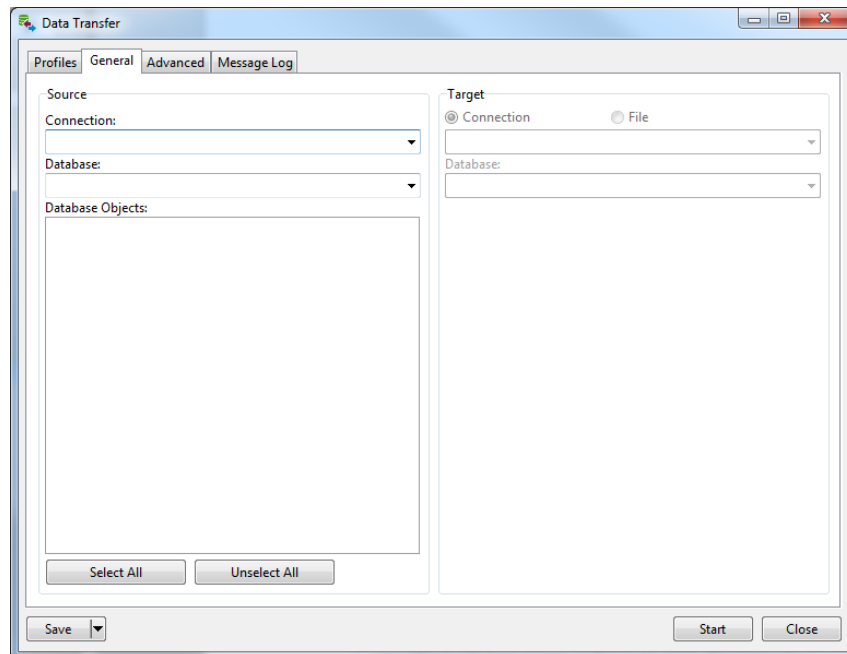 Data Transfer
Profiles General Advanced Message Log
Source
Connection:
Database:
Database Objects:
Select All Unselect All
Target
Connection File
Database:
Save Start Close